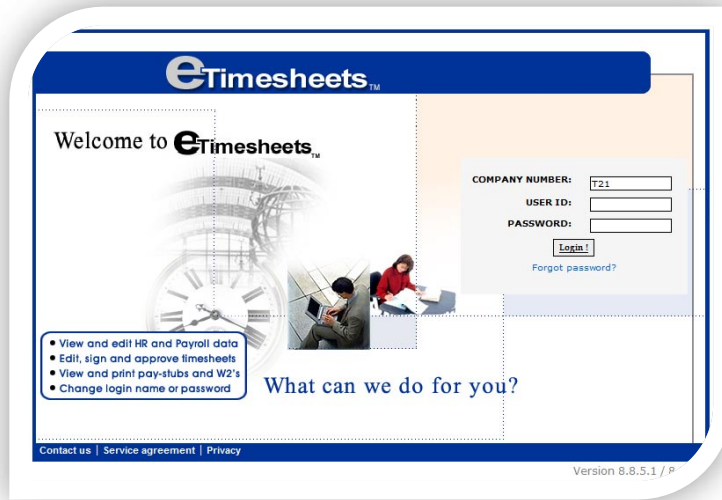 eTimesheets™
Welcome to eTimesheets™
COMPANY NUMBER: T21
USER ID:
PASSWORD:
Login !
Forgot password?
• View and edit HR and Payroll data
• Edit, sign and approve timesheets
• View and print pay-stubs and W2's
• Change login name or password
What can we do for you?
Contact us | Service agreement | Privacy
Version 8.8.5.1 / 8